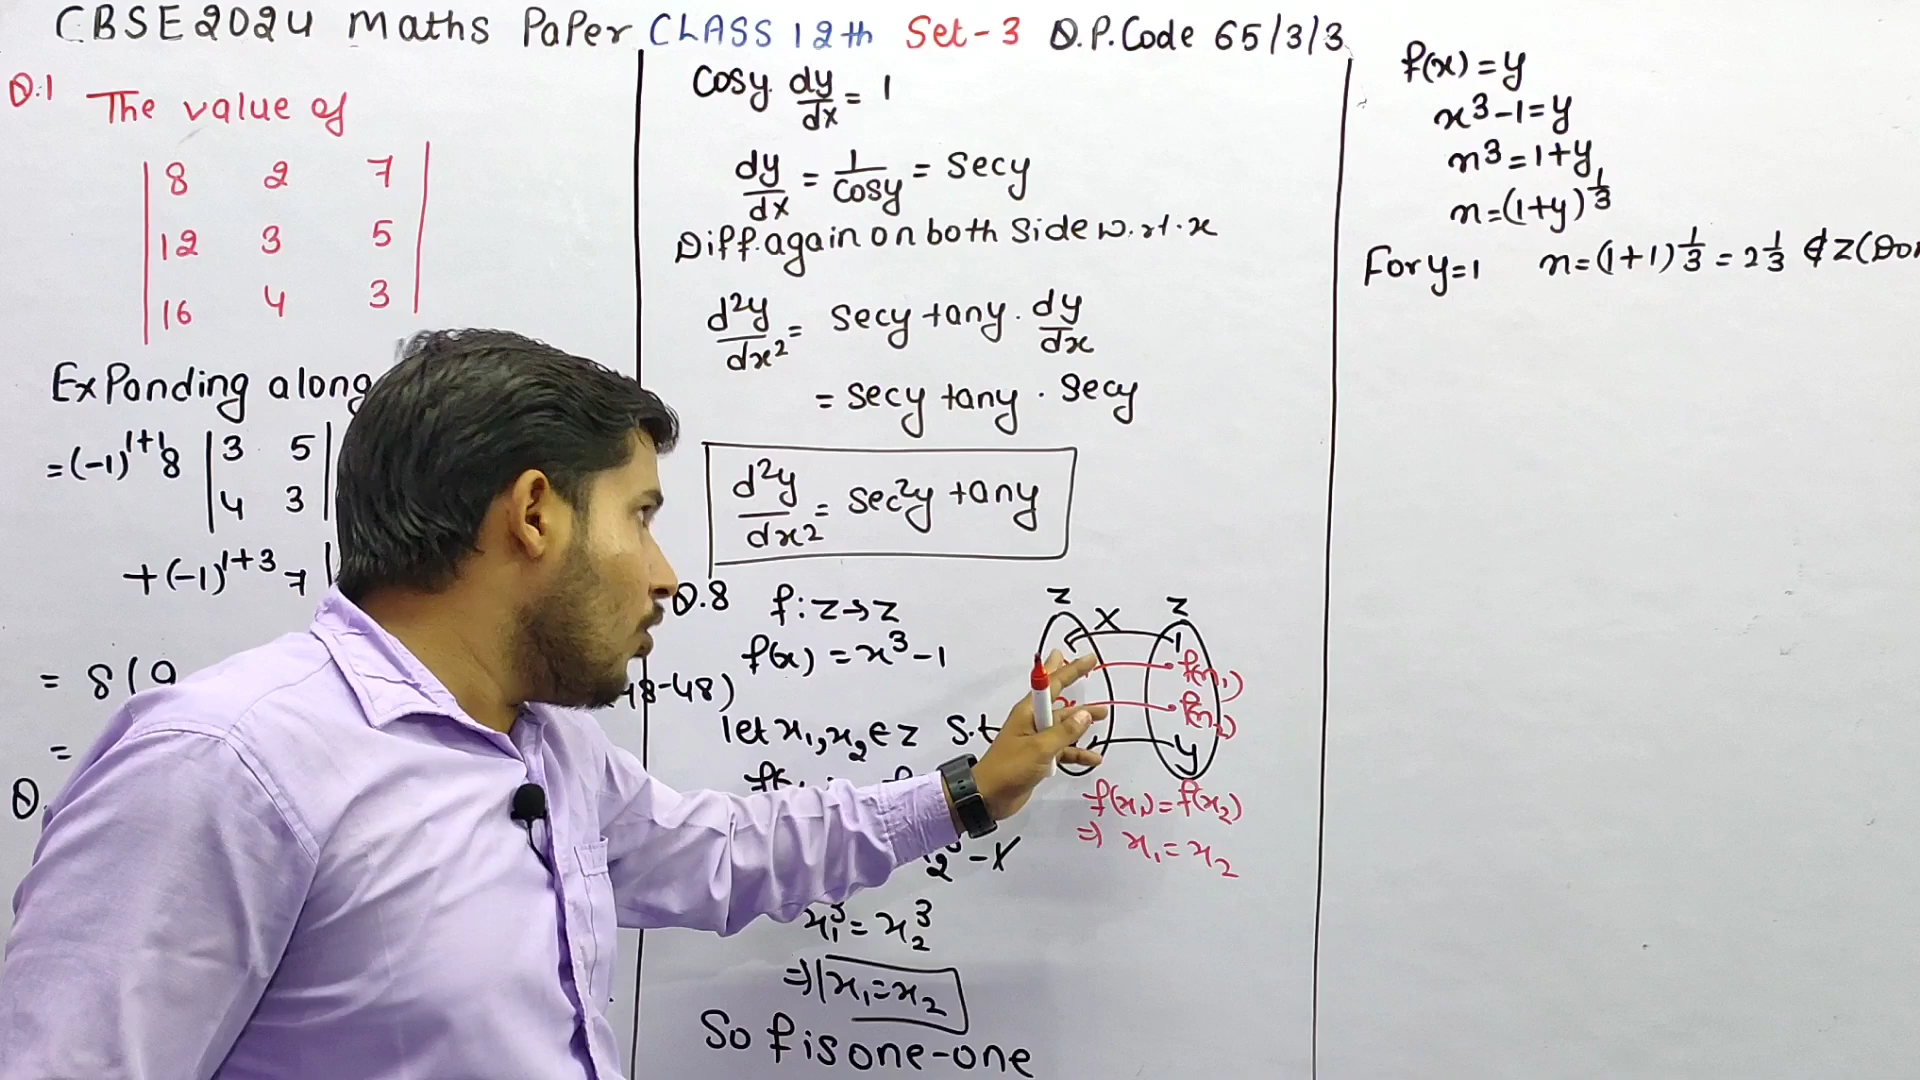 CBSE 2024 Maths PaPer CLASS 12th Set-3 Q.P.Code 65/3/3
Q.1 The value of
8 2 7
12 3 5
16 4 3
ExPanding along
=(-1)^{1+1} 8 |3 5
4 3|
+(-1)^{1+3} 7 |
= 8(9
48-48)
=
Q.
Cosy. dy/dx = 1
dy/dx = 1/Cosy = Secy
Diff. again on both Side w.r.t.x
d²y/dx² = Secy tany . dy/dx
= Secy tany . Secy
d²y/dx² = Sec²y tany
Q.8 f:Z→Z
f(x) = x³-1
let x₁,x₂ ∈ Z S.t
x₁³ = x₂³
⇒ x₁=x₂
So f is one-one
Z Z
X
1
f(x₁)
f(x₂)
y
f(x₁)=f(x₂)
⇒ x₁=x₂
f(x) = y
x³-1=y
x³=1+y
x=(1+y)^{1/3}
For y=1 x=(1+1)^{1/3} = 2^{1/3} ∉ Z(Do